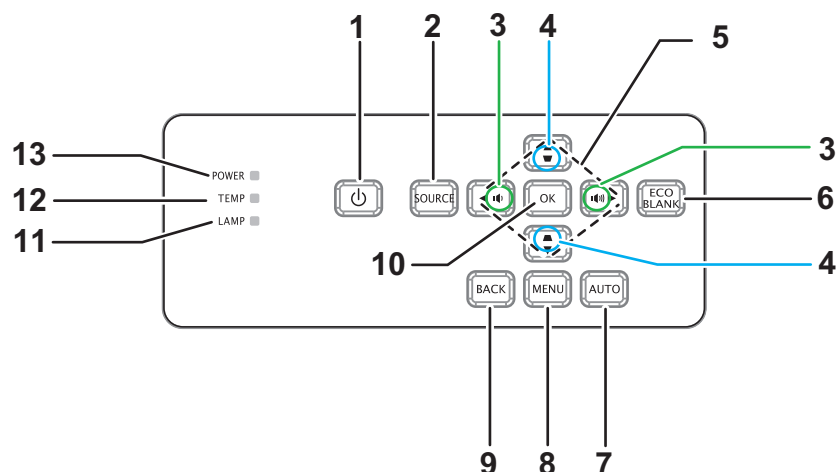 1 2 3 4 5
13 POWER 3
12 TEMP SOURCE OK ECO BLANK 6
11 LAMP
10 4
BACK MENU AUTO
9 8 7